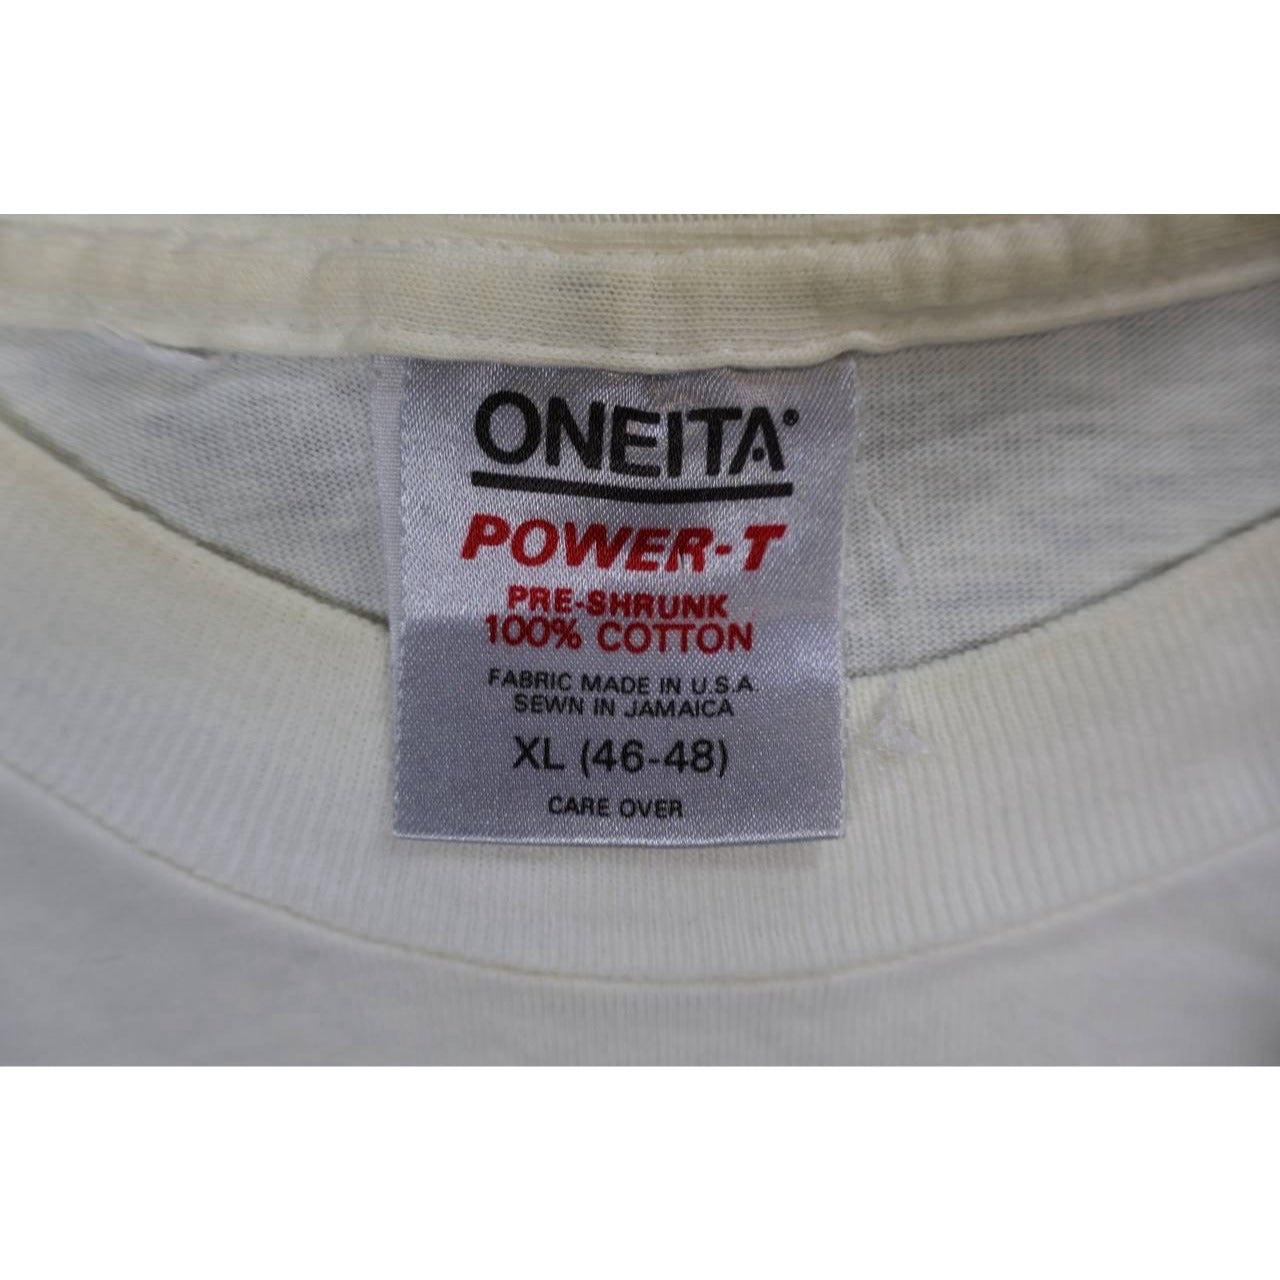 ONEITA®
POWER-T
PRE-SHRUNK
100% COTTON
FABRIC MADE IN U.S.A.
SEWN IN JAMAICA
XL (46-48)
CARE OVER